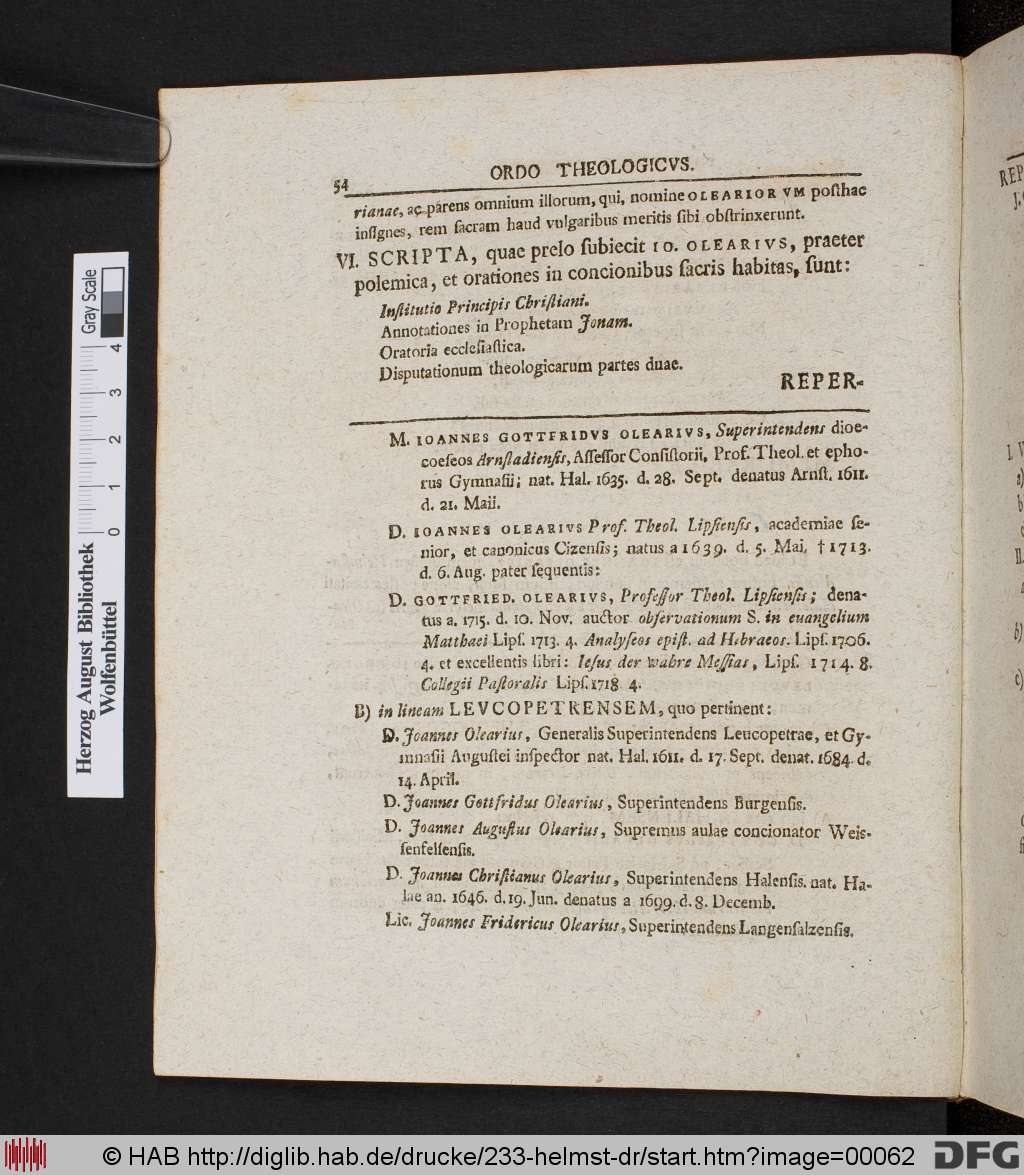 54
ORDO THEOLOGICVS.
rianae, ac parens omnium illorum, qui, nomine OLEARIORVM posthac
insignes, rem sacram haud vulgaribus meritis sibi obstrinxerunt.
VI. SCRIPTA, quae prelo subiecit IO. OLEARIVS, praeter
polemica, et orationes in concionibus sacris habitas, sunt:
Institutio Principis Christiani.
Annotationes in Prophetam Jonam.
Oratoria ecclesiastica.
Disputationum theologicarum partes duae.
REPER-
M. IOANNES GOTTFRIDVS OLEARIVS, Superintendens dioe-
coeseos Arnstadiensis, Assessor Consistorii, Prof. Theol. et epho-
rus Gymnasii; nat. Hal. 1635. d. 28. Sept. denatus Arnst. 1611.
d. 21. Maii.
D. IOANNES OLEARIVS Prof. Theol. Lipsiensis, academiae se-
nior, et canonicus Cizensis; natus a 1639. d. 5. Mai. † 1713.
d. 6. Aug. pater sequentis:
D. GOTTFRIED. OLEARIVS, Professor Theol. Lipsiensis; dena-
tus a. 1715. d. 10. Nov. auctor observationum S. in euangelium
Matthaei Lips. 1713. 4. Analyseos epist. ad Hebraeos. Lips. 1706.
4. et excellentis libri: Iesus der wahre Messias, Lips. 1714. 8.
Collegii Pastoralis Lips. 1718. 4.
B) in lineam LEVCOPETRENSEM, quo pertinent:
D. Joannes Olearius, Generalis Superintendens Leucopetrae, et Gy-
mnasii Augustei inspector nat. Hal. 1611. d. 17. Sept. denat. 1684. d.
14. April.
D. Joannes Gottfridus Olearius, Superintendens Burgensis.
D. Joannes Augustus Olearius, Supremus aulae concionator Weis-
senfelsensis.
D. Joannes Christianus Olearius, Superintendens Halensis. nat. Ha-
lae an. 1646. d. 19. Jun. denatus a 1699. d. 8. Decemb.
Lic. Joannes Fridericus Olearius, Superintendens Langensalzensis.
Herzog August Bibliothek
Wolfenbüttel
0 1 2 3 4
Gray Scale
© HAB http://diglib.hab.de/drucke/233-helmst-dr/start.htm?image=00062
DFG